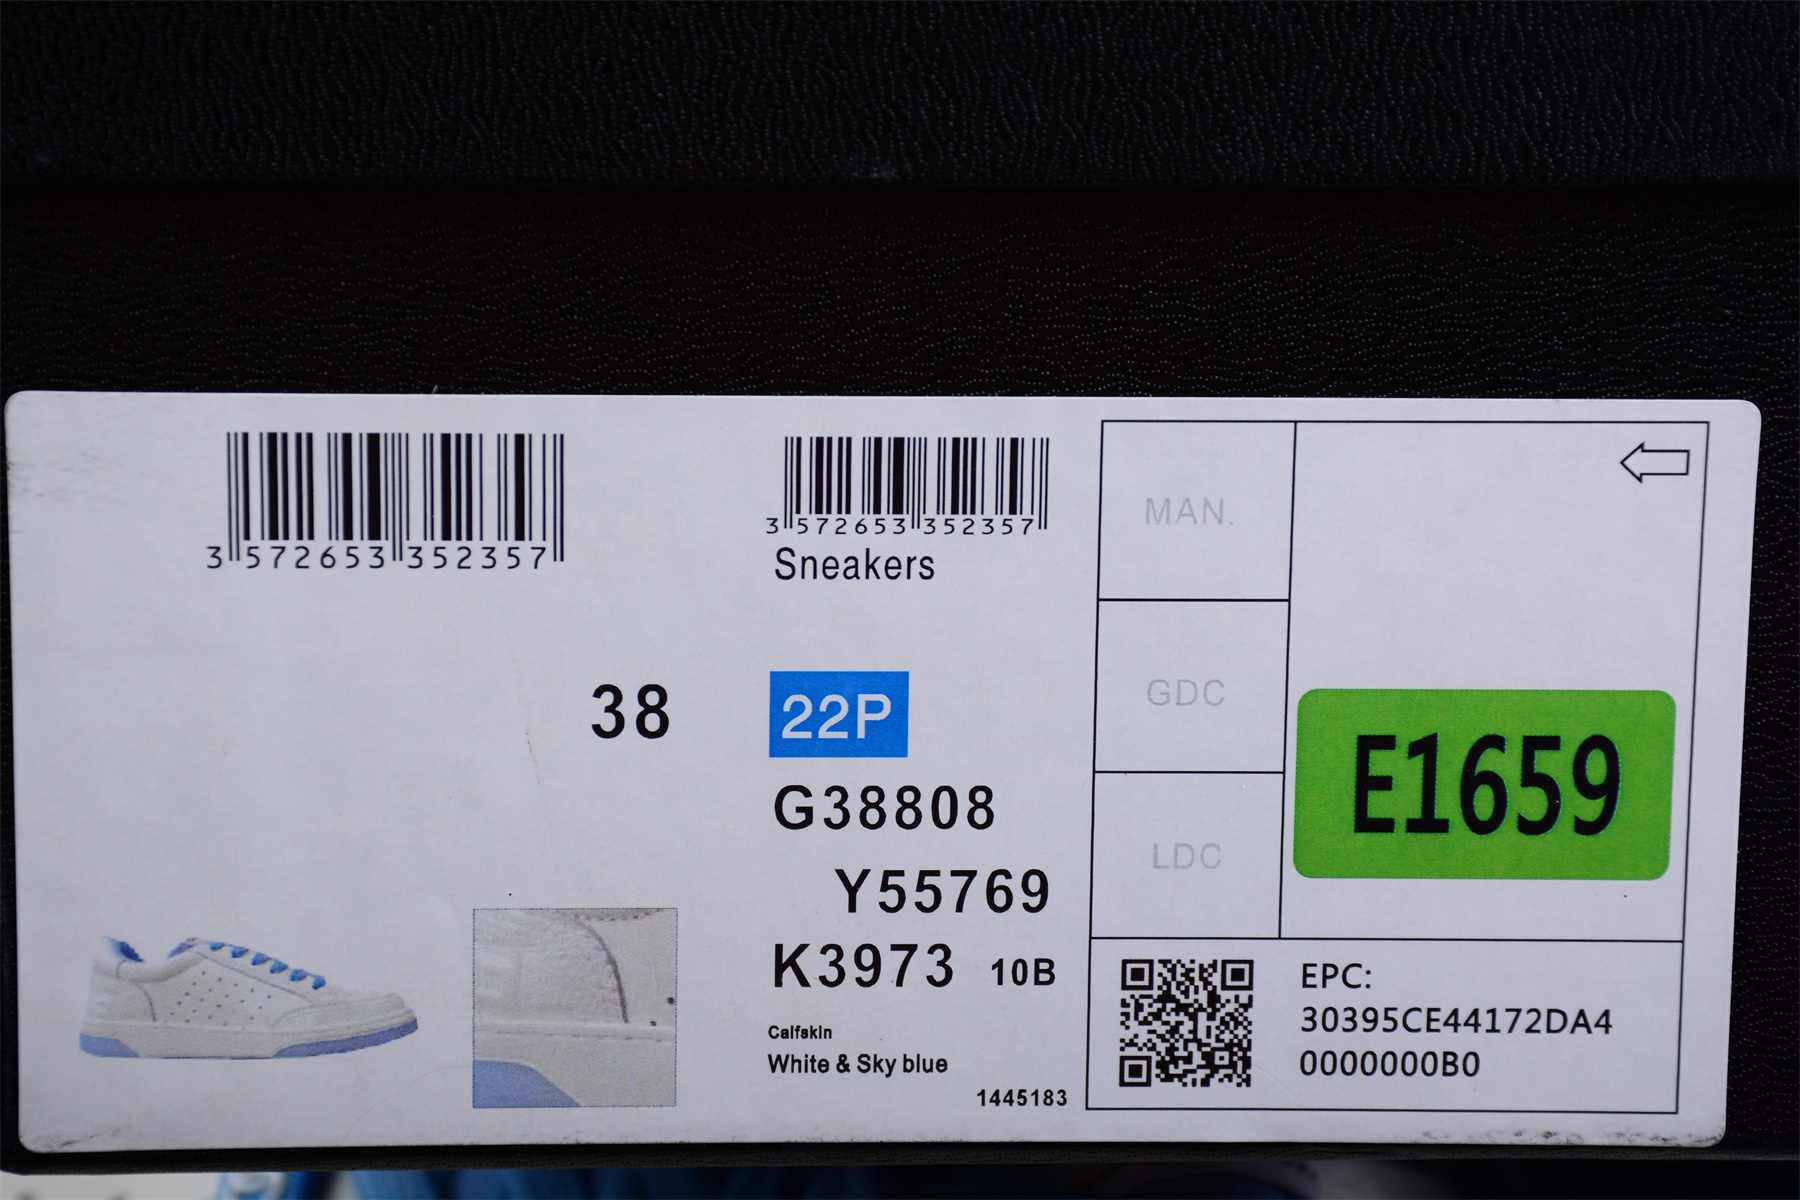 3 572653 352357
3 572653 352357
Sneakers
38
22P
G38808
Y55769
K3973 10B
Calfskin
White & Sky blue
1445183
MAN.
GDC
LDC
E1659
EPC:
30395CE44172DA4
0000000B0